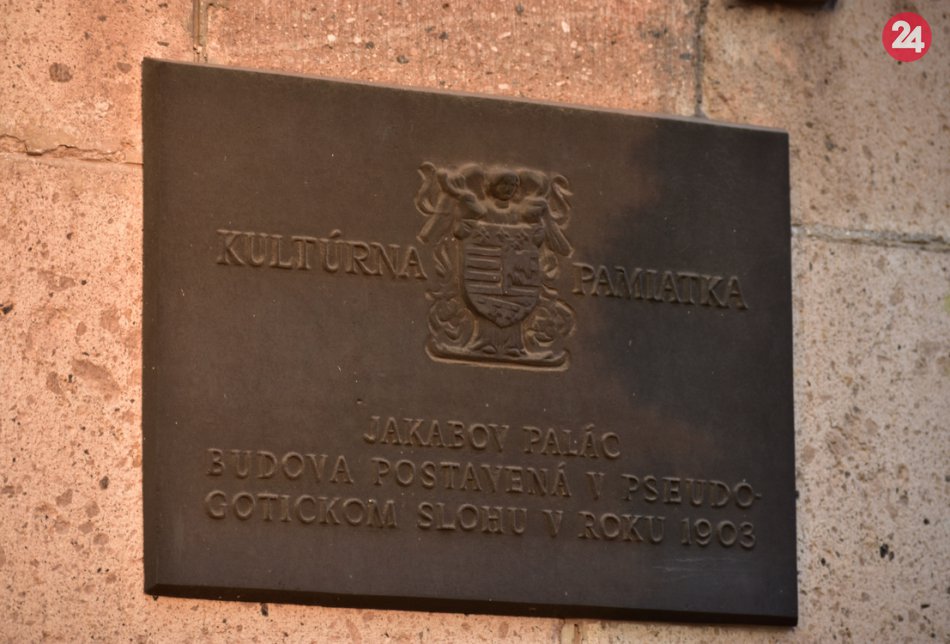 24
KULTÚRNA PAMIATKA
JAKABOV PALÁC
BUDOVA POSTAVENÁ V PSEUDO-
GOTICKOM SLOHU V ROKU 1903